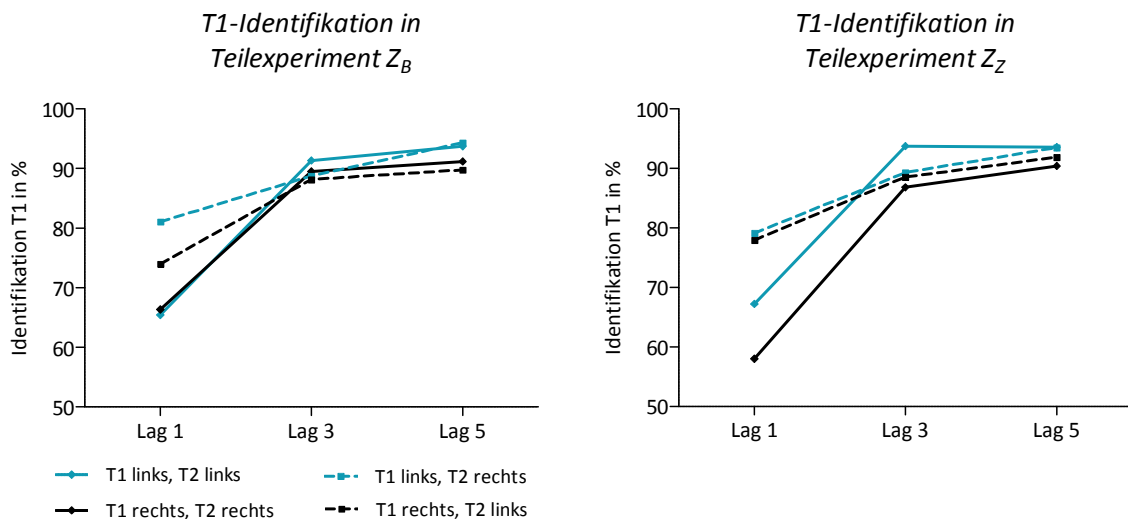 T1-Identifikation in
Teilexperiment Z_B
Identifikation T1 in %
100
90
80
70
60
50
Lag 1
Lag 3
Lag 5
T1-Identifikation in
Teilexperiment Z_Z
Identifikation T1 in %
100
90
80
70
60
50
Lag 1
Lag 3
Lag 5
T1 links, T2 links
T1 links, T2 rechts
T1 rechts, T2 rechts
T1 rechts, T2 links